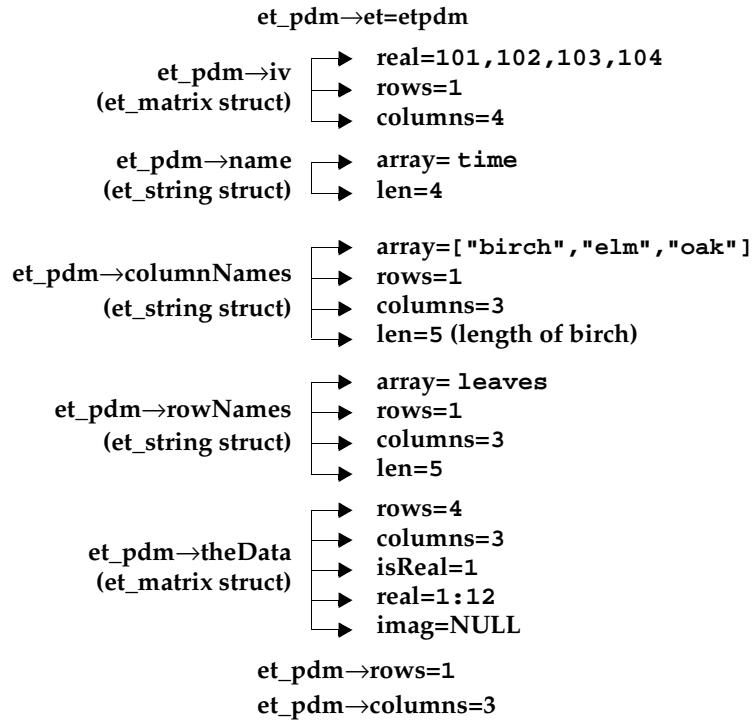 et_pdm→et=etpdm
et_pdm→iv
(et_matrix struct)
real=101,102,103,104
rows=1
columns=4
et_pdm→name
(et_string struct)
array= time
len=4
et_pdm→columnNames
(et_string struct)
array=["birch","elm","oak"]
rows=1
columns=3
len=5 (length of birch)
et_pdm→rowNames
(et_string struct)
array= leaves
rows=1
columns=3
len=5
et_pdm→theData
(et_matrix struct)
rows=4
columns=3
isReal=1
real=1:12
imag=NULL
et_pdm→rows=1
et_pdm→columns=3